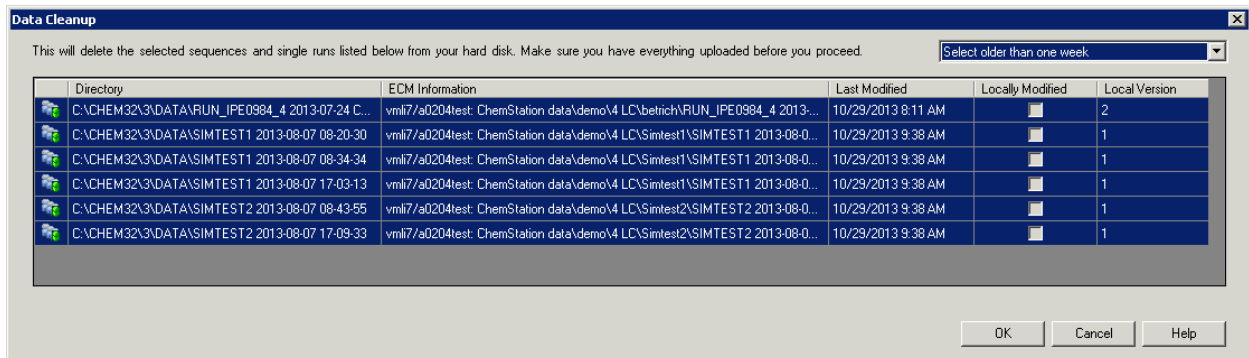 Data Cleanup
This will delete the selected sequences and single runs listed below from your hard disk. Make sure you have everything uploaded before you proceed. Select older than one week
Directory ECM Information Last Modified Locally Modified Local Version
C:\CHEM32\3\DATA\RUN_IPE0984_4 2013-07-24 C... vmli7/a0204test: ChemStation data\demo\4 LC\betrich\RUN_IPE0984_4 2013-... 10/29/2013 8:11 AM 2
C:\CHEM32\3\DATA\SIMTEST1 2013-08-07 08-20-30 vmli7/a0204test: ChemStation data\demo\4 LC\Simtest1\SIMTEST1 2013-08-0... 10/29/2013 9:38 AM 1
C:\CHEM32\3\DATA\SIMTEST1 2013-08-07 08-34-34 vmli7/a0204test: ChemStation data\demo\4 LC\Simtest1\SIMTEST1 2013-08-0... 10/29/2013 9:38 AM 1
C:\CHEM32\3\DATA\SIMTEST1 2013-08-07 17-03-13 vmli7/a0204test: ChemStation data\demo\4 LC\Simtest1\SIMTEST1 2013-08-0... 10/29/2013 9:38 AM 1
C:\CHEM32\3\DATA\SIMTEST2 2013-08-07 08-43-55 vmli7/a0204test: ChemStation data\demo\4 LC\Simtest2\SIMTEST2 2013-08-0... 10/29/2013 9:38 AM 1
C:\CHEM32\3\DATA\SIMTEST2 2013-08-07 17-09-33 vmli7/a0204test: ChemStation data\demo\4 LC\Simtest2\SIMTEST2 2013-08-0... 10/29/2013 9:38 AM 1
OK Cancel Help